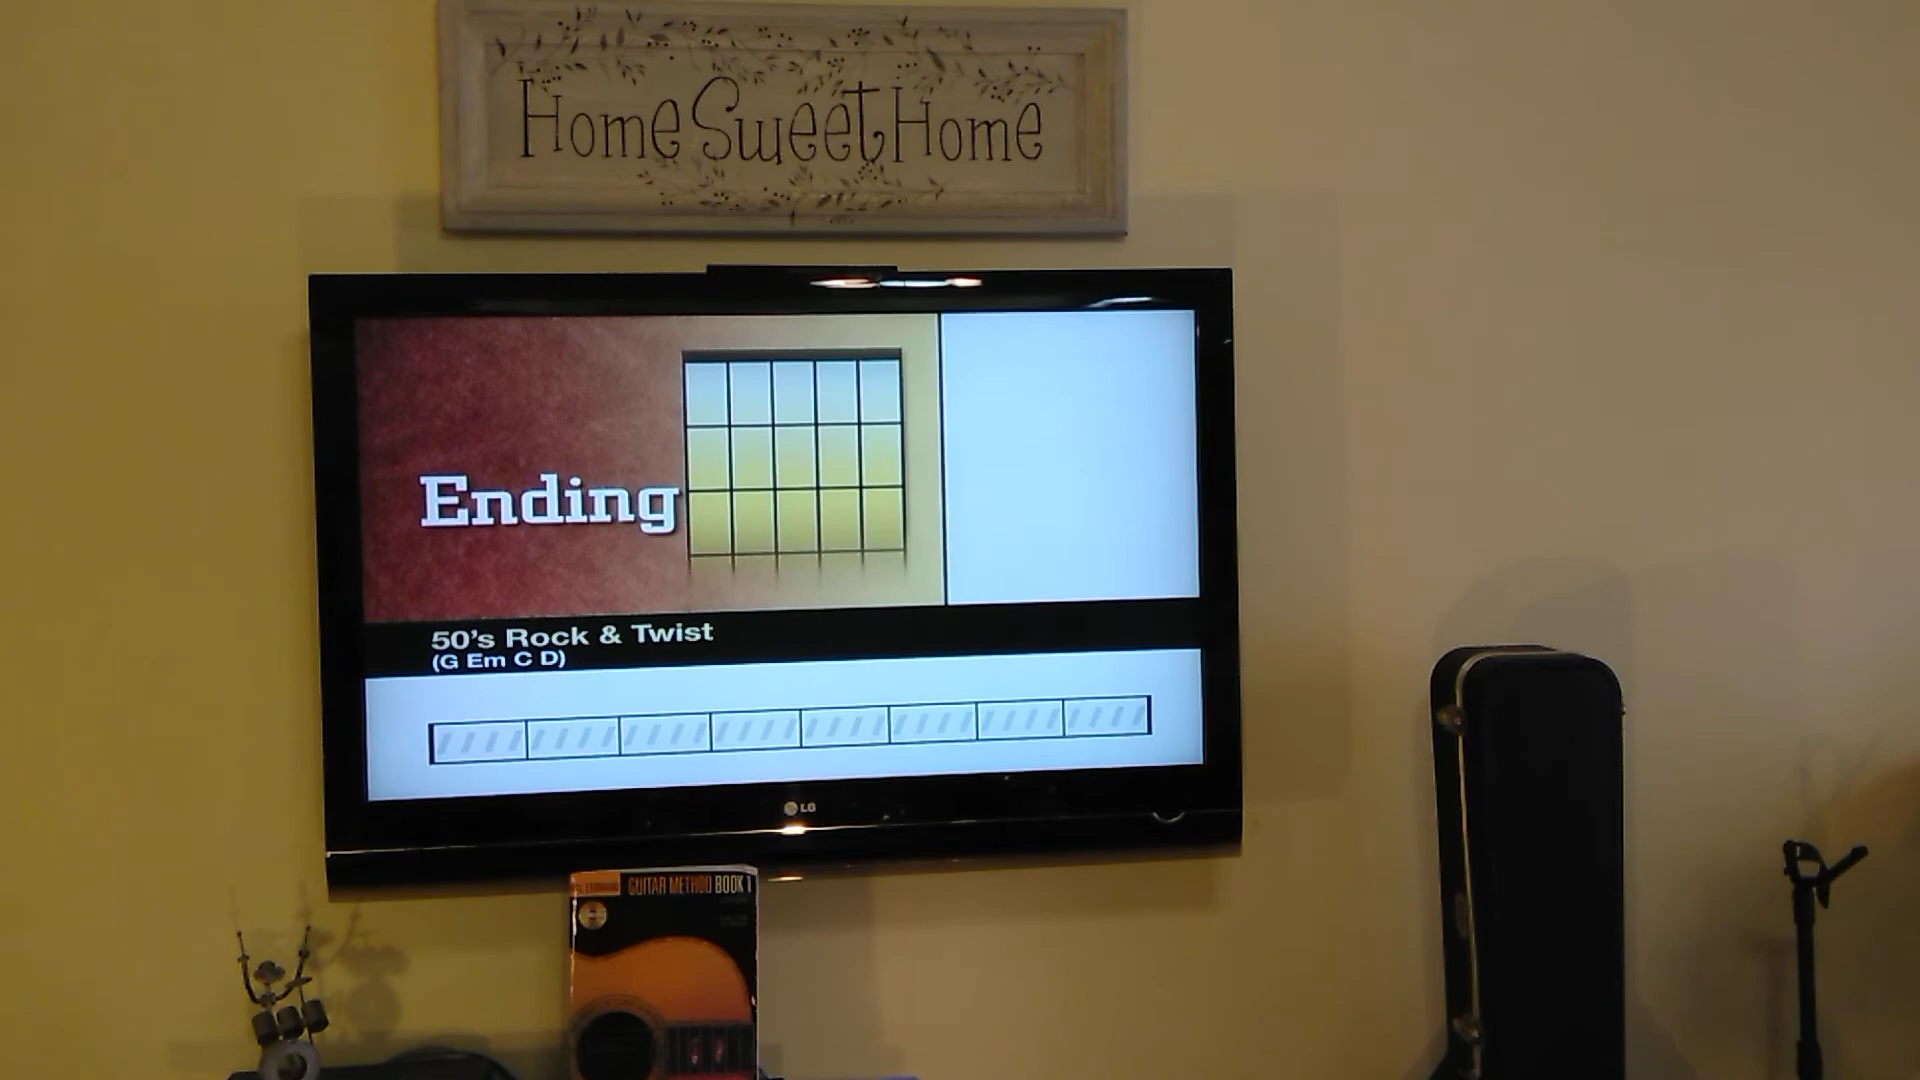 Home Sweet Home
Ending
50's Rock & Twist
(G Em C D)
LG
GUITAR METHOD BOOK 1